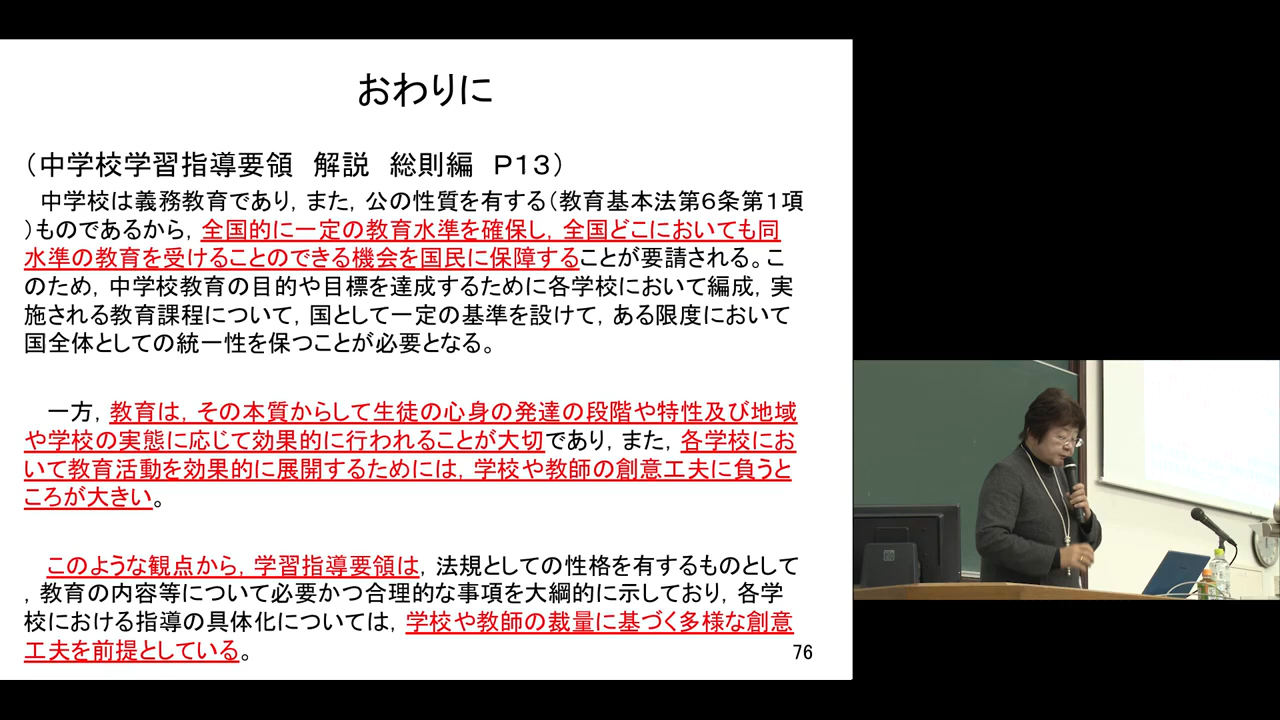 おわりに
（中学校学習指導要領　解説　総則編　Ｐ１３）
中学校は義務教育であり，また，公の性質を有する（教育基本法第６条第１項
）ものであるから，全国的に一定の教育水準を確保し，全国どこにおいても同
水準の教育を受けることのできる機会を国民に保障することが要請される。こ
のため，中学校教育の目的や目標を達成するために各学校において編成，実
施される教育課程について，国として一定の基準を設けて，ある限度において
国全体としての統一性を保つことが必要となる。
一方，教育は，その本質からして生徒の心身の発達の段階や特性及び地域
や学校の実態に応じて効果的に行われることが大切であり，また，各学校にお
いて教育活動を効果的に展開するためには，学校や教師の創意工夫に負うと
ころが大きい。
このような観点から，学習指導要領は，法規としての性格を有するものとして
，教育の内容等について必要かつ合理的な事項を大綱的に示しており，各学
校における指導の具体化については，学校や教師の裁量に基づく多様な創意
工夫を前提としている。
76